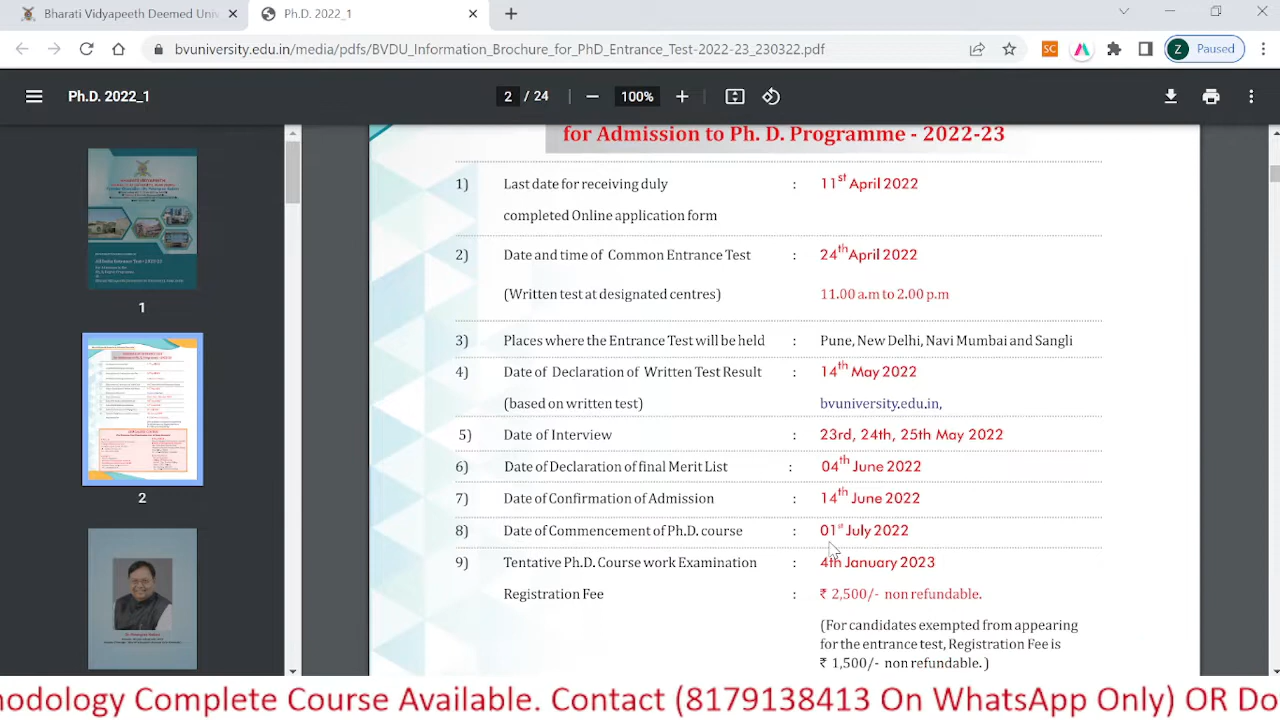 Bharati Vidyapeeth Deemed Univ
Ph.D. 2022_1
bvuniversity.edu.in/media/pdfs/BVDU_Information_Brochure_for_PhD_Entrance_Test-2022-23_230322.pdf
SC
Z Paused
Ph.D. 2022_1
2 / 24
100%
for Admission to Ph. D. Programme - 2022-23
1) Last date for receiving duly : 11st April 2022
completed Online application form
2) Date and Time of Common Entrance Test : 24th April 2022
(Written test at designated centres) 11.00 a.m to 2.00 p.m
3) Places where the Entrance Test will be held : Pune, New Delhi, Navi Mumbai and Sangli
4) Date of Declaration of Written Test Result : 14th May 2022
(based on written test) bvuniversity.edu.in,
5) Date of Interview : 23rd, 24th, 25th May 2022
6) Date of Declaration of final Merit List : 04th June 2022
7) Date of Confirmation of Admission : 14th June 2022
8) Date of Commencement of Ph.D. course : 01st July 2022
9) Tentative Ph.D. Course work Examination : 4th January 2023
Registration Fee : ₹ 2,500/- non refundable.
(For candidates exempted from appearing
for the entrance test, Registration Fee is
₹ 1,500/- non refundable. )
1
2
hodology Complete Course Available. Contact (8179138413 On WhatsApp Only) OR Do